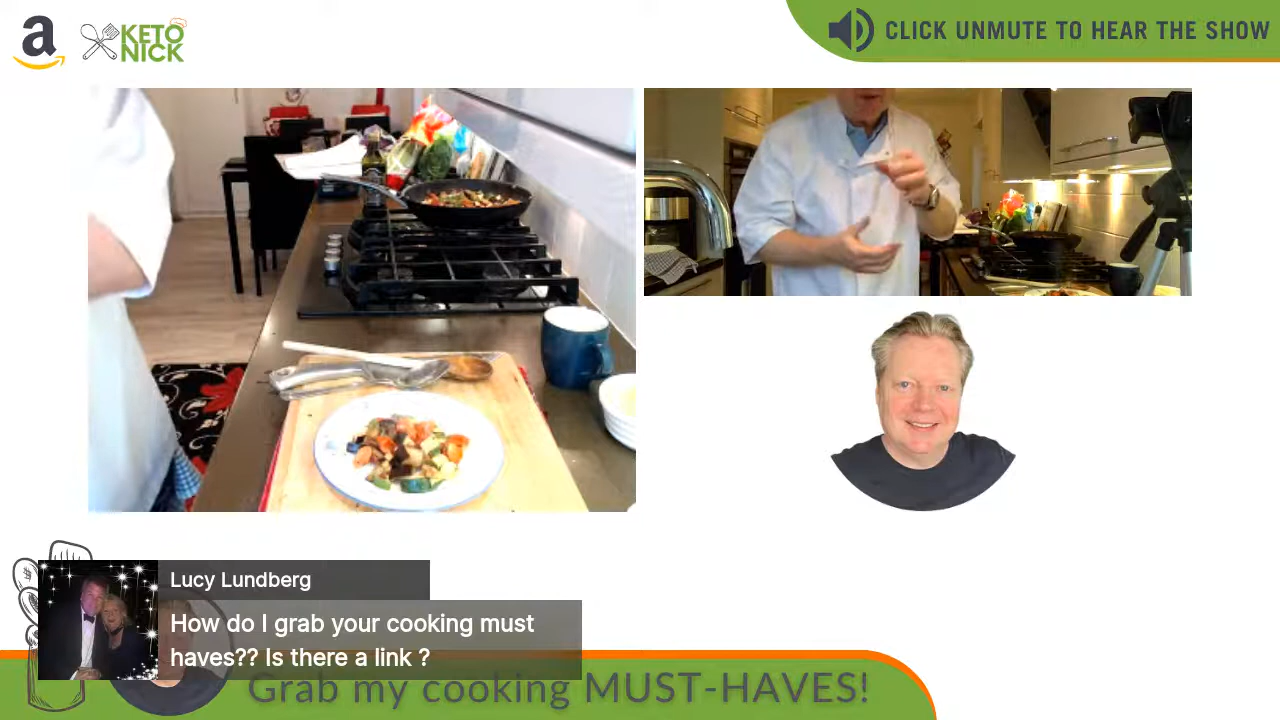 a
KETO
NICK
CLICK UNMUTE TO HEAR THE SHOW
Lucy Lundberg
How do I grab your cooking must
haves?? Is there a link ?
Grab my cooking MUST-HAVES!